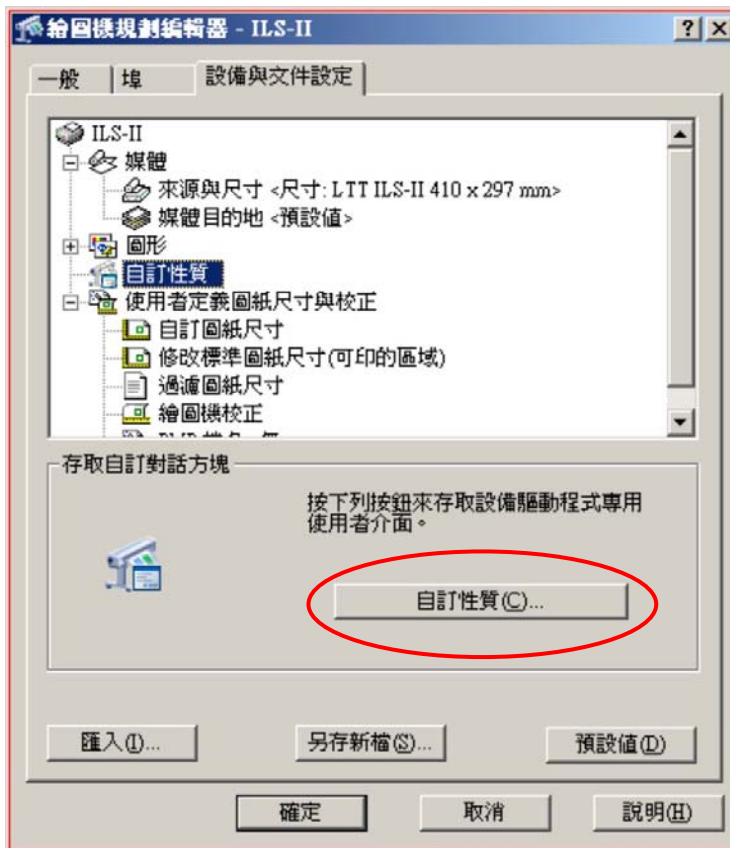 繪圖機規劃編輯器 - ILS-II
一般 埠 設備與文件設定
ILS-II
媒體
來源與尺寸 <尺寸: LTT ILS-II 410 x 297 mm>
媒體目的地 <預設值>
圖形
自訂性質
使用者定義圖紙尺寸與校正
自訂圖紙尺寸
修改標準圖紙尺寸(可印的區域)
過濾圖紙尺寸
繪圖機校正
存取自訂對話方塊
按下列按鈕來存取設備驅動程式專用
使用者介面。
自訂性質(C)...
匯入(I)... 另存新檔(S)... 預設值(D)
確定 取消 說明(H)